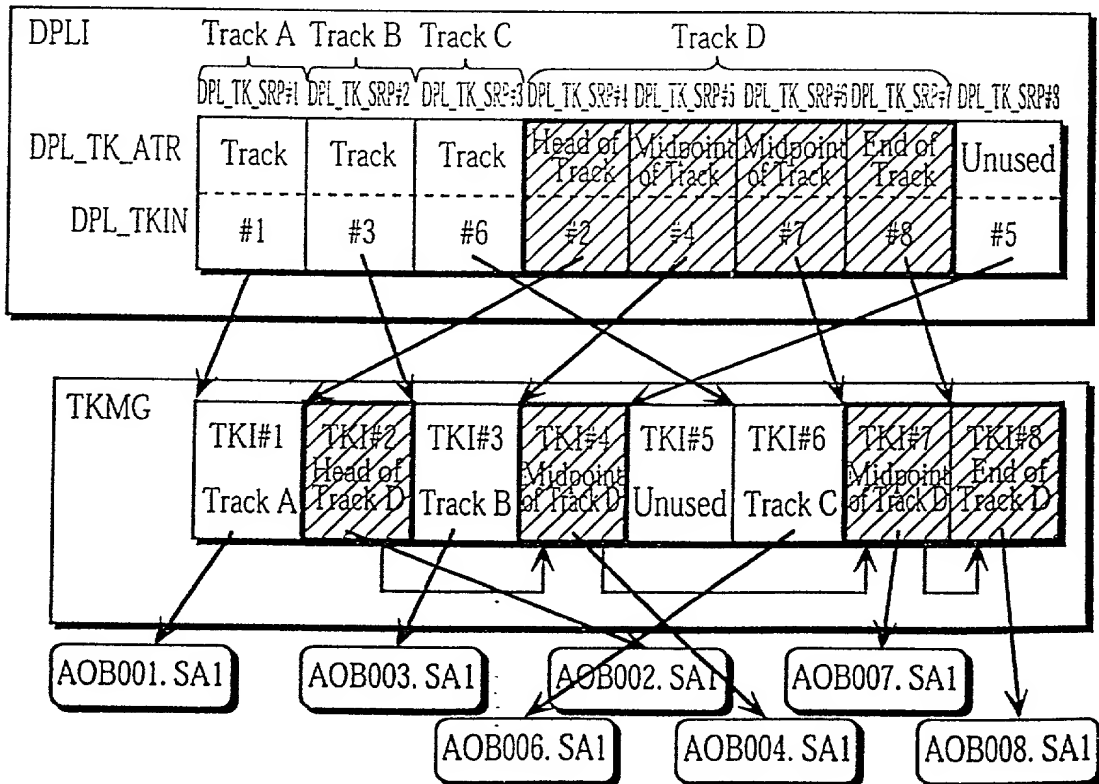 DPLI
Track A Track B Track C Track D
DPL_TK_SRP#1 DPL_TK_SRP#2 DPL_TK_SRP#3 DPL_TK_SRP#4 DPL_TK_SRP#5 DPL_TK_SRP#6 DPL_TK_SRP#7 DPL_TK_SRP#8
DPL_TK_ATR
Track
Track
Track
Head of
Track
Midpoint
of Track
Midpoint
of Track
End of
Track
Unused
DPL_TKIN
#1 #3 #6 #2 #4 #7 #8 #5
TKMG
TKI#1
Track A
TKI#2
Head of
Track D
TKI#3
Track B
TKI#4
Midpoint
of Track D
TKI#5
Unused
TKI#6
Track C
TKI#7
Midpoint
of Track D
TKI#8
End of
Track D
AOB001. SA1 AOB003. SA1 AOB002. SA1 AOB007. SA1
AOB006. SA1 AOB004. SA1 AOB008. SA1